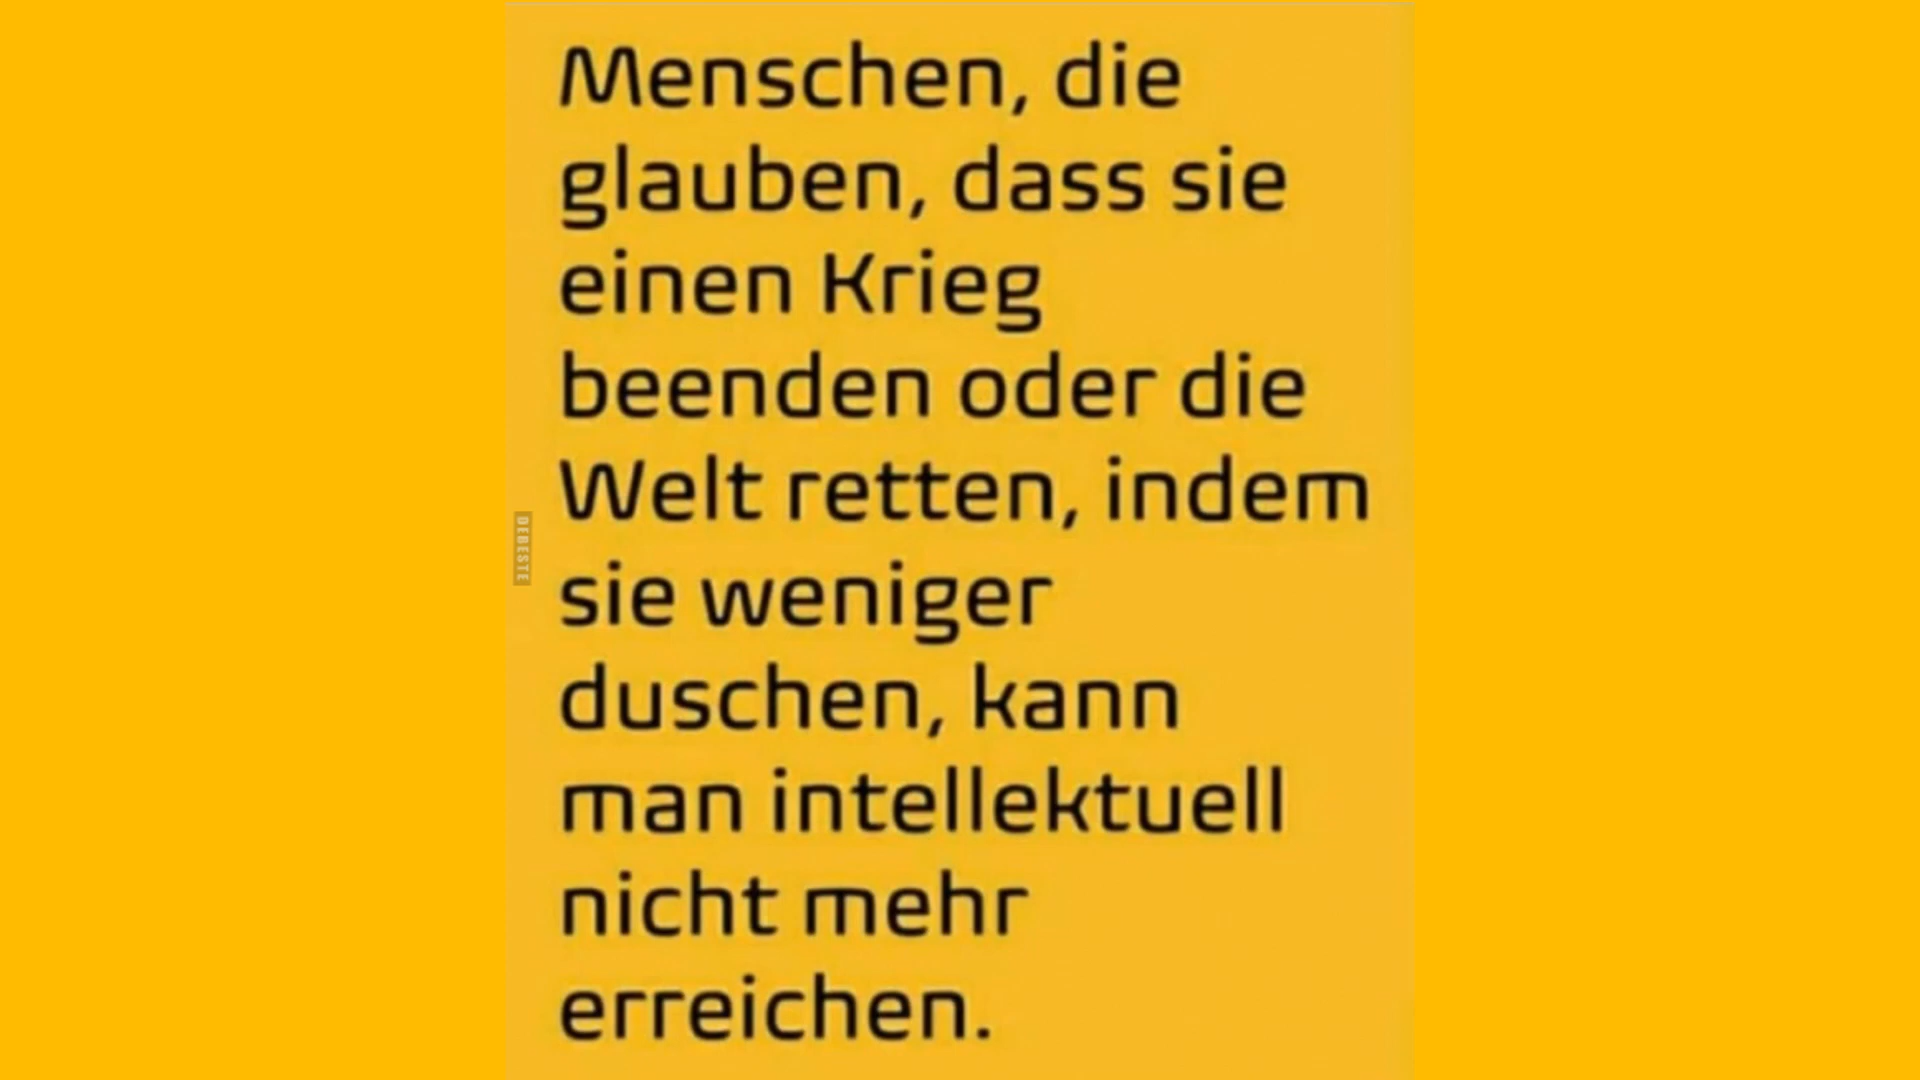 Menschen, die
glauben, dass sie
einen Krieg
beenden oder die
Welt retten, indem
sie weniger
duschen, kann
man intellektuell
nicht mehr
erreichen.
DEBESTE